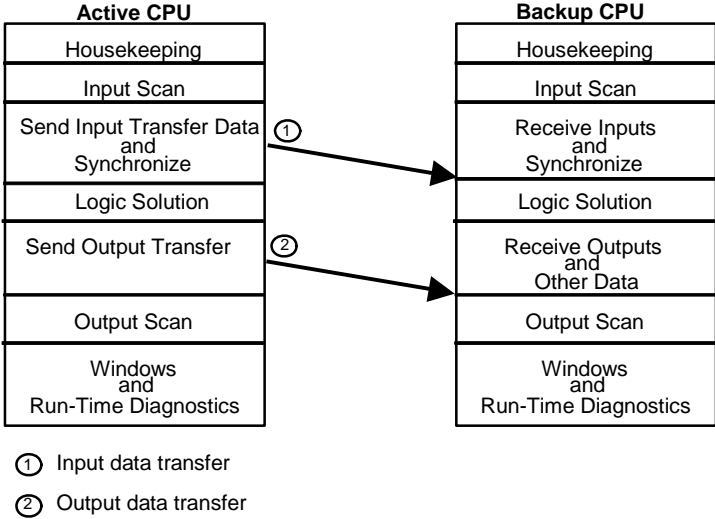 Active CPU
Housekeeping
Input Scan
Send Input Transfer Data
and
Synchronize
Logic Solution
Send Output Transfer
Output Scan
Windows
and
Run-Time Diagnostics
1
2
Backup CPU
Housekeeping
Input Scan
Receive Inputs
and
Synchronize
Logic Solution
Receive Outputs
and
Other Data
Output Scan
Windows
and
Run-Time Diagnostics
1 Input data transfer
2 Output data transfer